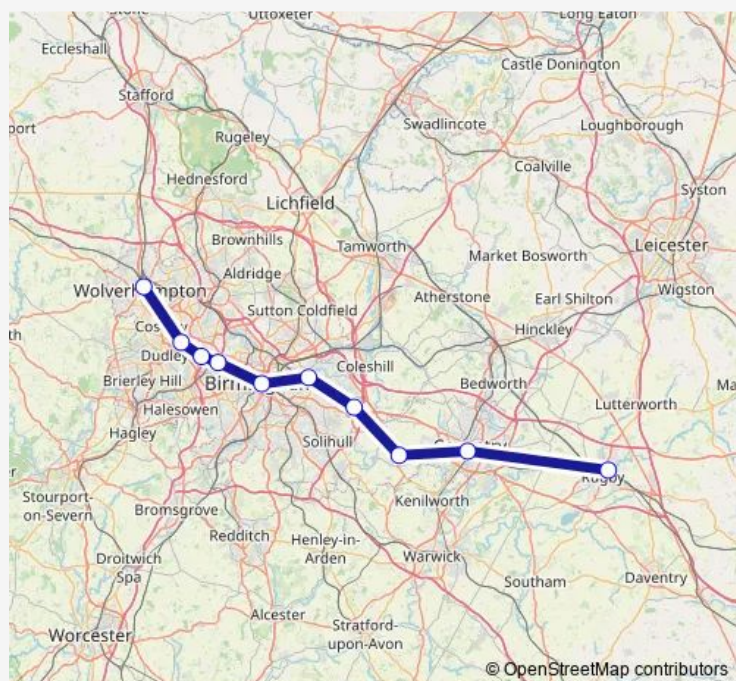 Uttoxeter
Long Eaton
Eccleshall
Castle Donington
Stafford
Swadlincote
Loughborough
port
Rugeley
Coalville
Hednesford
Syston
Lichfield
Brownhills
Tamworth
Market Bosworth
Leicester
Aldridge
Wolverhampton
Atherstone
Earl Shilton
Wigston
Sutton Coldfield
Hinckley
Dudley
Coleshill
Brierley Hill
Bedworth
Lutterworth
Halesowen
Hagley
Solihull
Rugby
Stourport-
on-Severn
Kenilworth
Bromsgrove
Redditch
Henley-in-
Arden
Warwick
Droitwich
Spa
Southam
Daventry
Alcester
Stratford-
upon-Avon
Worcester
© OpenStreetMap contributors